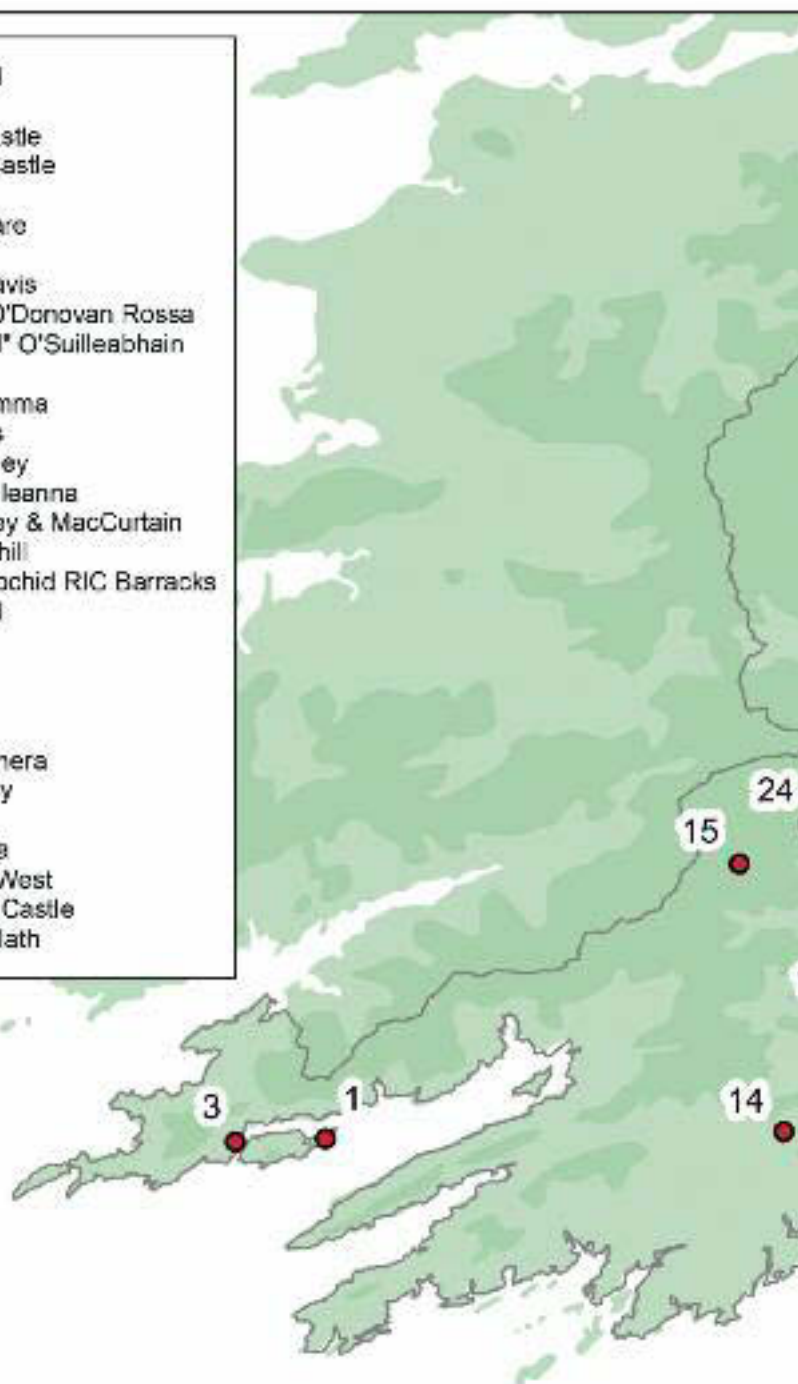 stle
astle
are
avis
O'Donovan Rossa
l" O'Suilleabhain
mma
s
ey
leanna
ey & MacCurtain
hill
ochid RIC Barracks
nera
y
a
West
Castle
lath
24
15
3
1
14